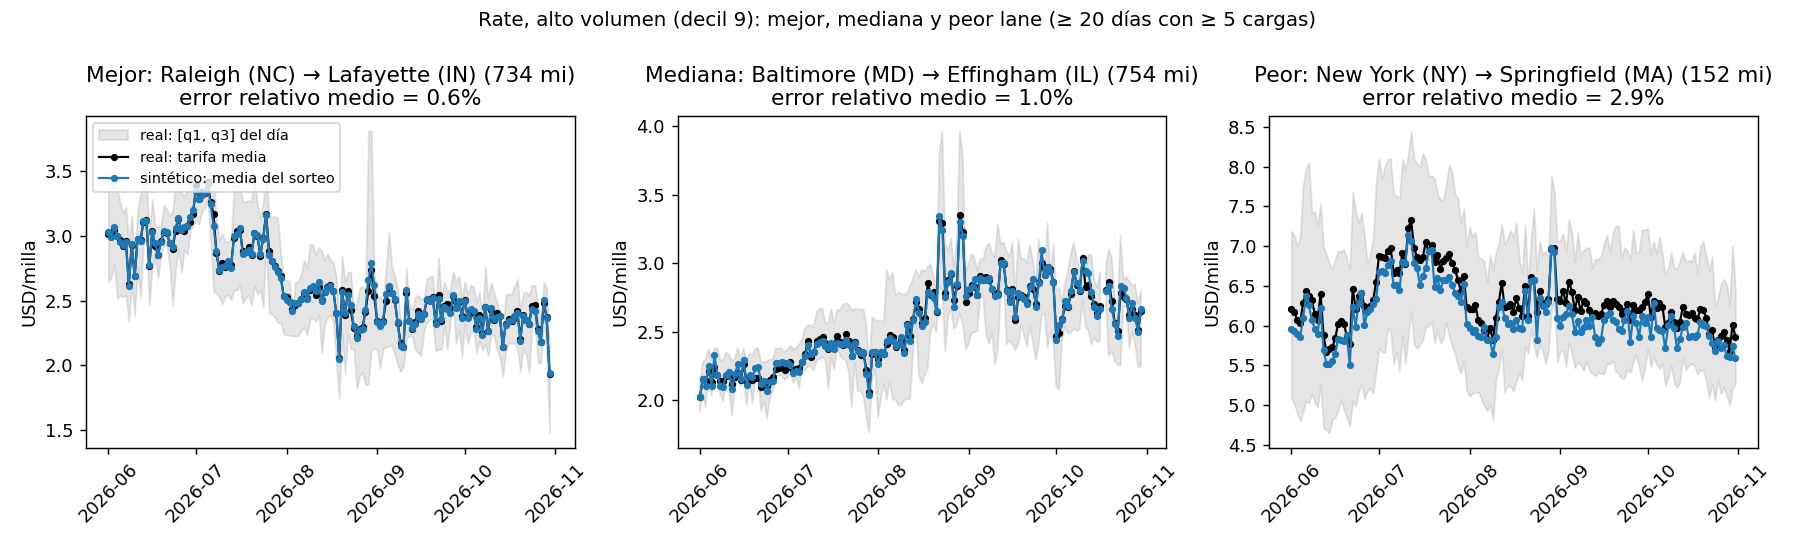 Rate, alto volumen (decil 9): mejor, mediana y peor lane (≥ 20 días con ≥ 5 cargas)
Mejor: Raleigh (NC) → Lafayette (IN) (734 mi)
error relativo medio = 0.6%
real: [q1, q3] del día
real: tarifa media
sintético: media del sorteo
USD/milla
3.5
3.0
2.5
2.0
1.5
2026-06
2026-07
2026-08
2026-09
2026-10
2026-11
Mediana: Baltimore (MD) → Effingham (IL) (754 mi)
error relativo medio = 1.0%
USD/milla
4.0
3.5
3.0
2.5
2.0
2026-06
2026-07
2026-08
2026-09
2026-10
2026-11
Peor: New York (NY) → Springfield (MA) (152 mi)
error relativo medio = 2.9%
USD/milla
8.5
8.0
7.5
7.0
6.5
6.0
5.5
5.0
4.5
2026-06
2026-07
2026-08
2026-09
2026-10
2026-11